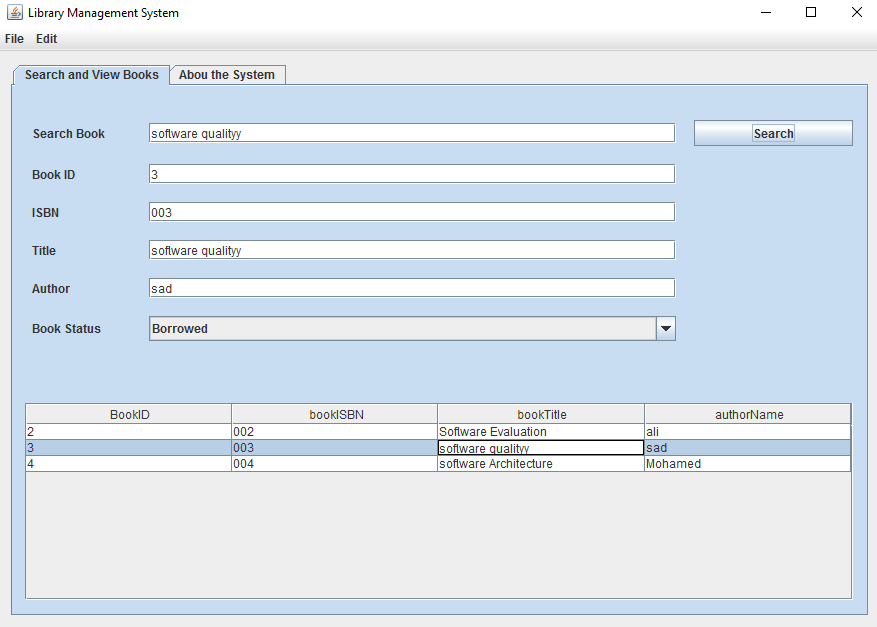 Library Management System
File Edit
Search and View Books Abou the System
Search Book software qualityy Search
Book ID 3
ISBN 003
Title software qualityy
Author sad
Book Status Borrowed
BookID bookISBN bookTitle authorName
2 002 Software Evaluation ali
3 003 software qualityy sad
4 004 software Architecture Mohamed